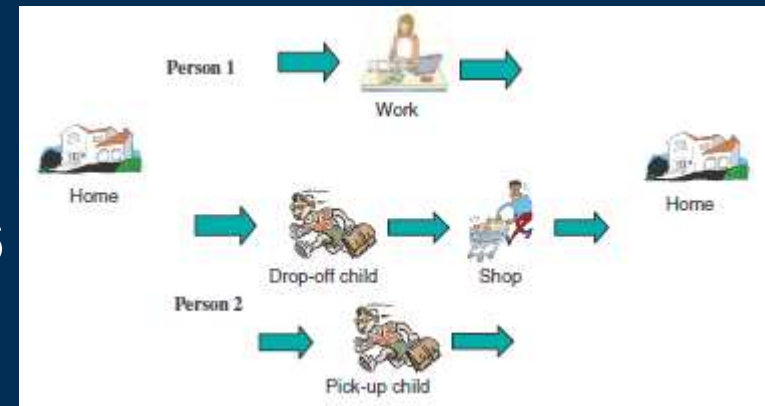 Person 1
Work
Home
Home
Drop-off child
Shop
Person 2
Pick-up child